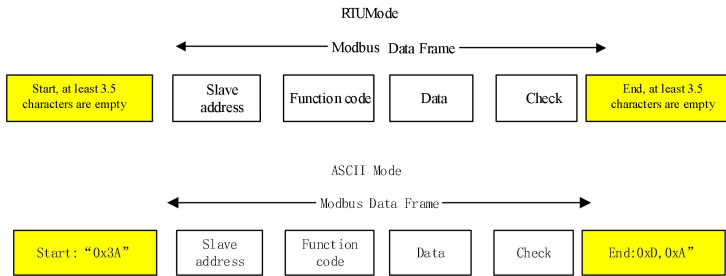 RTUMode
Modbus Data Frame
Start, at least 3.5
characters are empty
Slave
address
Function code
Data
Check
End, at least 3.5
characters are empty
ASCII Mode
Modbus Data Frame
Start: “0x3A”
Slave
address
Function
code
Data
Check
End:0xD,0xA”